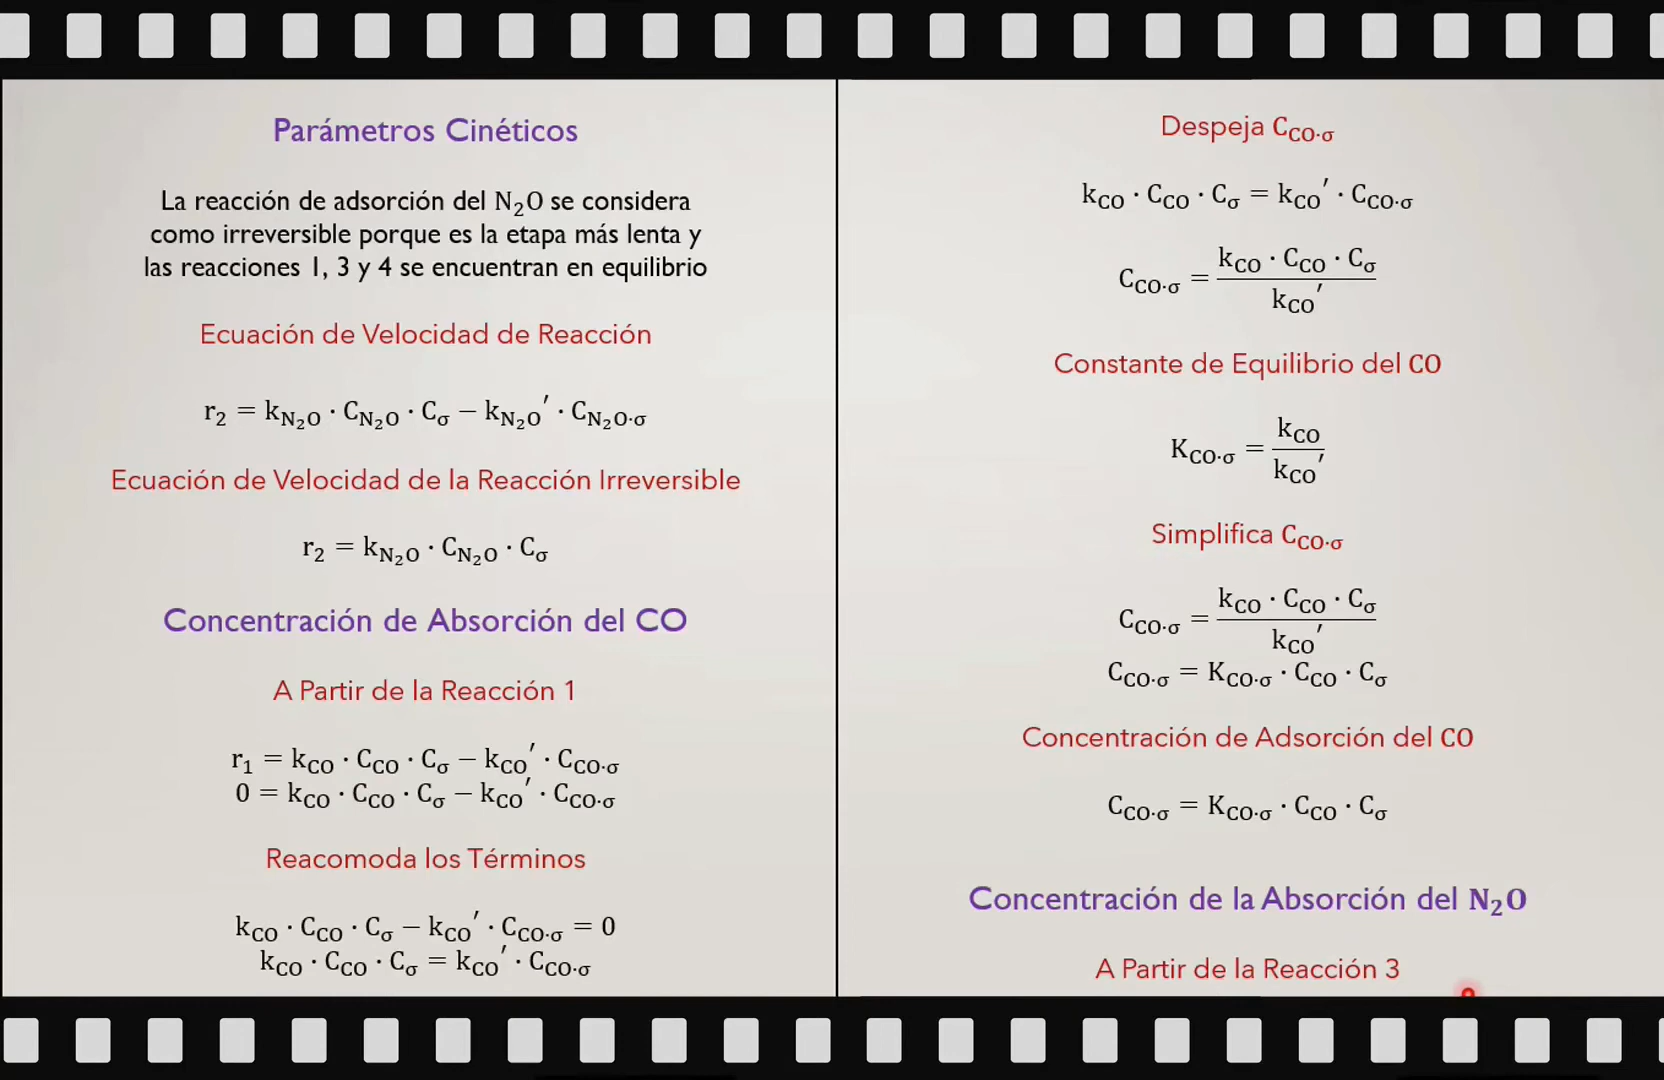 Parámetros Cinéticos
La reacción de adsorción del N₂O se considera
como irreversible porque es la etapa más lenta y
las reacciones 1, 3 y 4 se encuentran en equilibrio
Ecuación de Velocidad de Reacción
r₂ = k_N₂O · C_N₂O · C_σ − k_N₂O′ · C_N₂O·σ
Ecuación de Velocidad de la Reacción Irreversible
r₂ = k_N₂O · C_N₂O · C_σ
Concentración de Absorción del CO
A Partir de la Reacción 1
r₁ = k_CO · C_CO · C_σ − k_CO′ · C_CO·σ
0 = k_CO · C_CO · C_σ − k_CO′ · C_CO·σ
Reacomoda los Términos
k_CO · C_CO · C_σ − k_CO′ · C_CO·σ = 0
k_CO · C_CO · C_σ = k_CO′ · C_CO·σ
Despeja C_CO·σ
k_CO · C_CO · C_σ = k_CO′ · C_CO·σ
C_CO·σ = (k_CO · C_CO · C_σ) / k_CO′
Constante de Equilibrio del CO
K_CO·σ = k_CO / k_CO′
Simplifica C_CO·σ
C_CO·σ = (k_CO · C_CO · C_σ) / k_CO′
C_CO·σ = K_CO·σ · C_CO · C_σ
Concentración de Adsorción del CO
C_CO·σ = K_CO·σ · C_CO · C_σ
Concentración de la Absorción del N₂O
A Partir de la Reacción 3